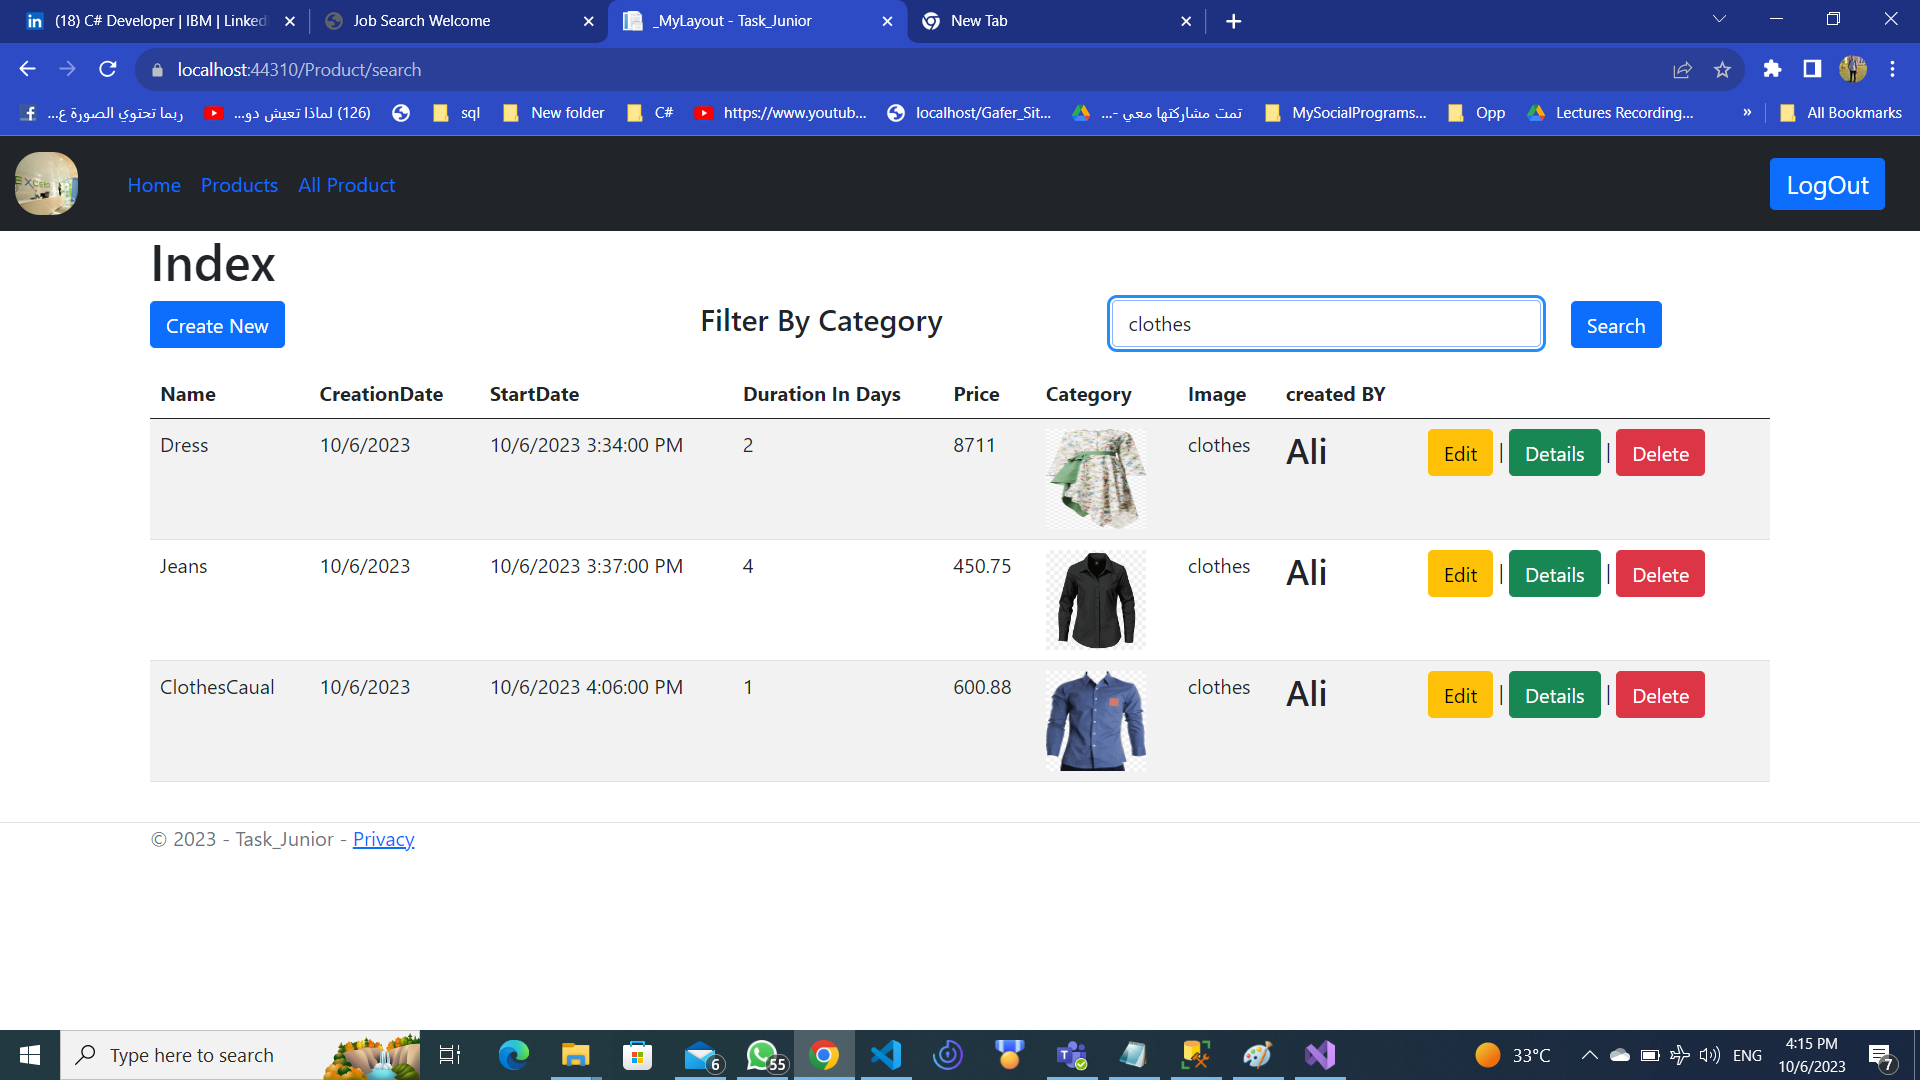 (18) C# Developer | IBM | Linked
Job Search Welcome
_MyLayout - Task_Junior
New Tab
localhost:44310/Product/search
ربما تحتوي الصورة ع...
(126) لماذا تعيش دو...
sql
New folder
C#
https://www.youtub...
localhost/Gafer_Sit...
تمت مشاركتها معي -...
MySocialPrograms...
Opp
Lectures Recording...
»
All Bookmarks
Home Products All Product
LogOut
Index
Create New
Filter By Category
clothes
Search
Name CreationDate StartDate Duration In Days Price Category Image created BY
Dress 10/6/2023 10/6/2023 3:34:00 PM 2 8711 clothes Ali Edit | Details | Delete
Jeans 10/6/2023 10/6/2023 3:37:00 PM 4 450.75 clothes Ali Edit | Details | Delete
ClothesCaual 10/6/2023 10/6/2023 4:06:00 PM 1 600.88 clothes Ali Edit | Details | Delete
© 2023 - Task_Junior - Privacy
Type here to search
6
55
33°C
ENG
4:15 PM
10/6/2023
7